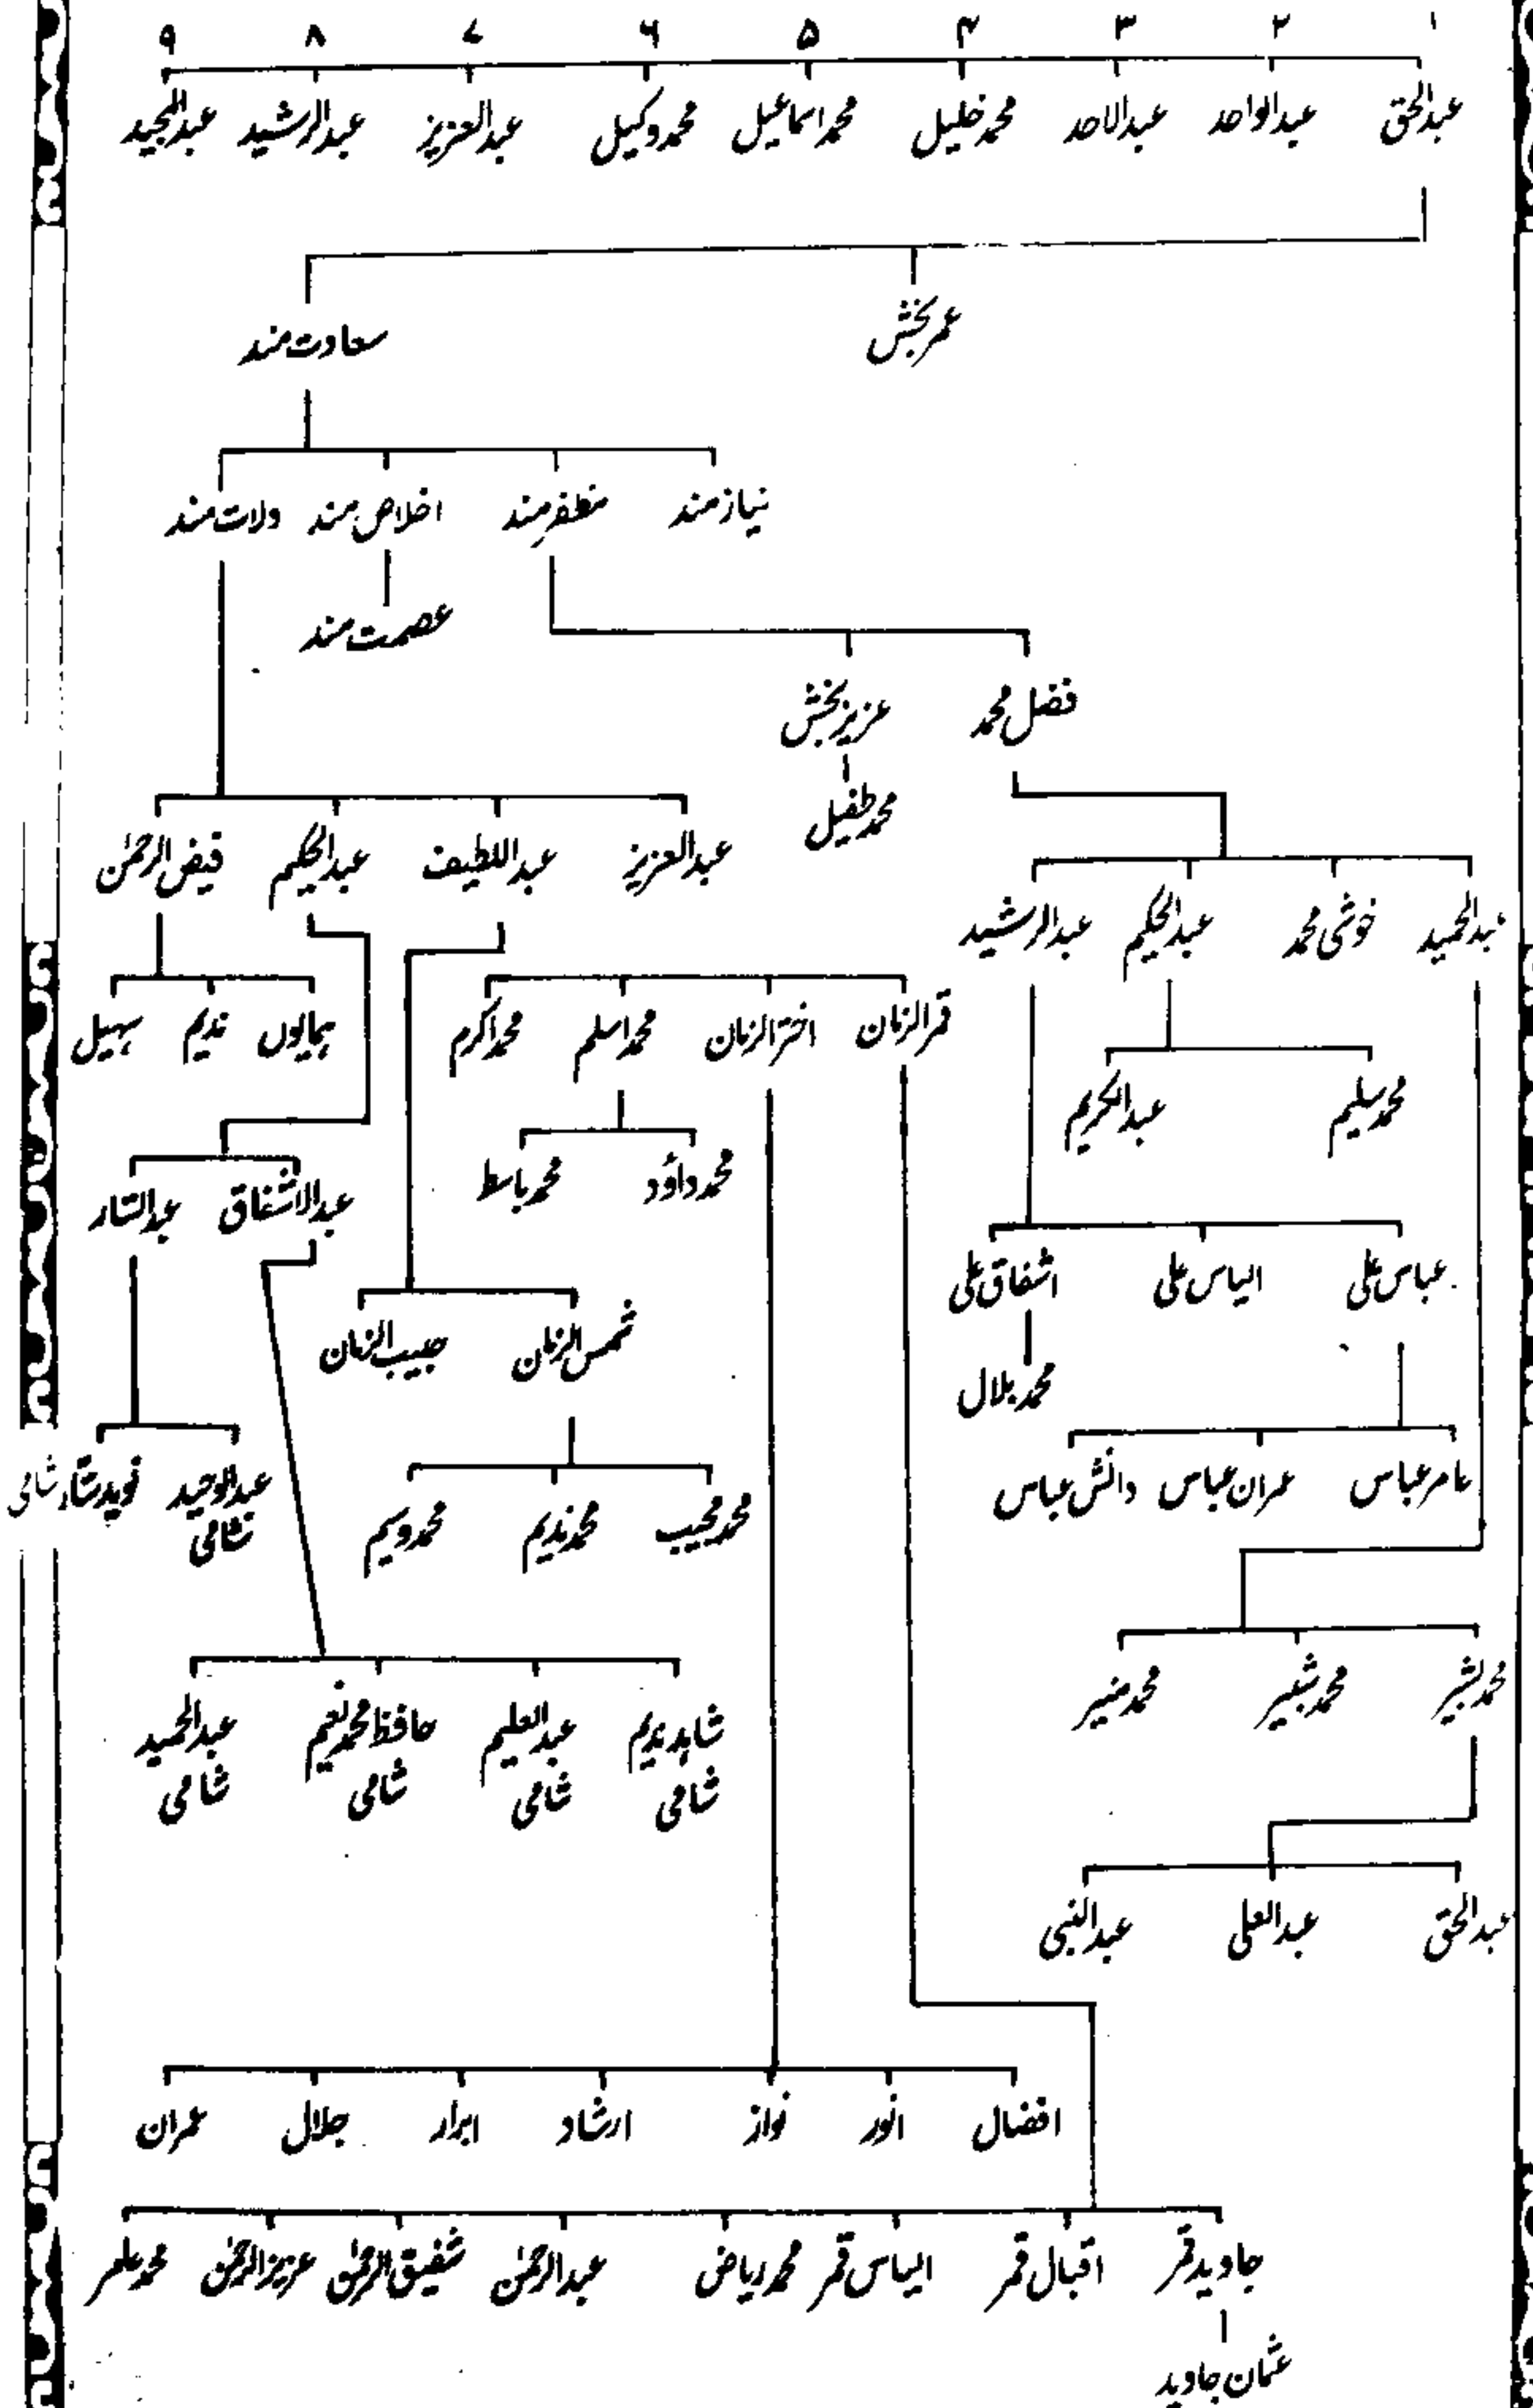 ۱ ۲ ۳ ۴ ۵ ۶ ۷ ۸ ۹
عبدالحق عبدالواحد عبدالاحد محمد خلیل محمد اسماعیل محمد وکیل عبدالعزیز عبدالرشید عبدالمجید
عمر بخش سعادت مند
نیاز مند مظفر مند اخلاص مند دلات مند
عصمت مند
فضل محمد عزیز بخش
محمد طفیل
عبدالعزیز عبداللطیف عبدالحکیم فیض الرحمٰن
عبدالحمید خوشی محمد عبدالحکیم عبدالرشید
قمر الزمان اختر الزمان محمد اسلم محمد اکرم ہمایوں ندیم سہیل
محمد سلیم عبدالکریم
محمد داؤد محمد باسط عبدالاشفاق عبدالستار
عباس علی الیاس علی اشفاق علی
شمس الزمان حبیب الزمان
محمد بلال
عامر عباس عمران عباس دانش عباس
عبدالوحید شامی نوید ستار شامی
محمد مجیب محمد ندیم محمد وسیم
محمد بشیر محمد شبیر محمد منیر
شاہد ندیم شامی عبدالعلیم شامی حافظ محمد نعیم شامی عبدالحمید شامی
عبدالحق عبدالعلی عبدالنبی
افضال انور نواز ارشاد ابرار جلال عمران
جاوید قمر اقبال قمر الیاس قمر محمد ریاض عبدالرحمٰن شفیق الرحمٰن عزیز الرحمٰن محمد عامر
عثمان جاوید